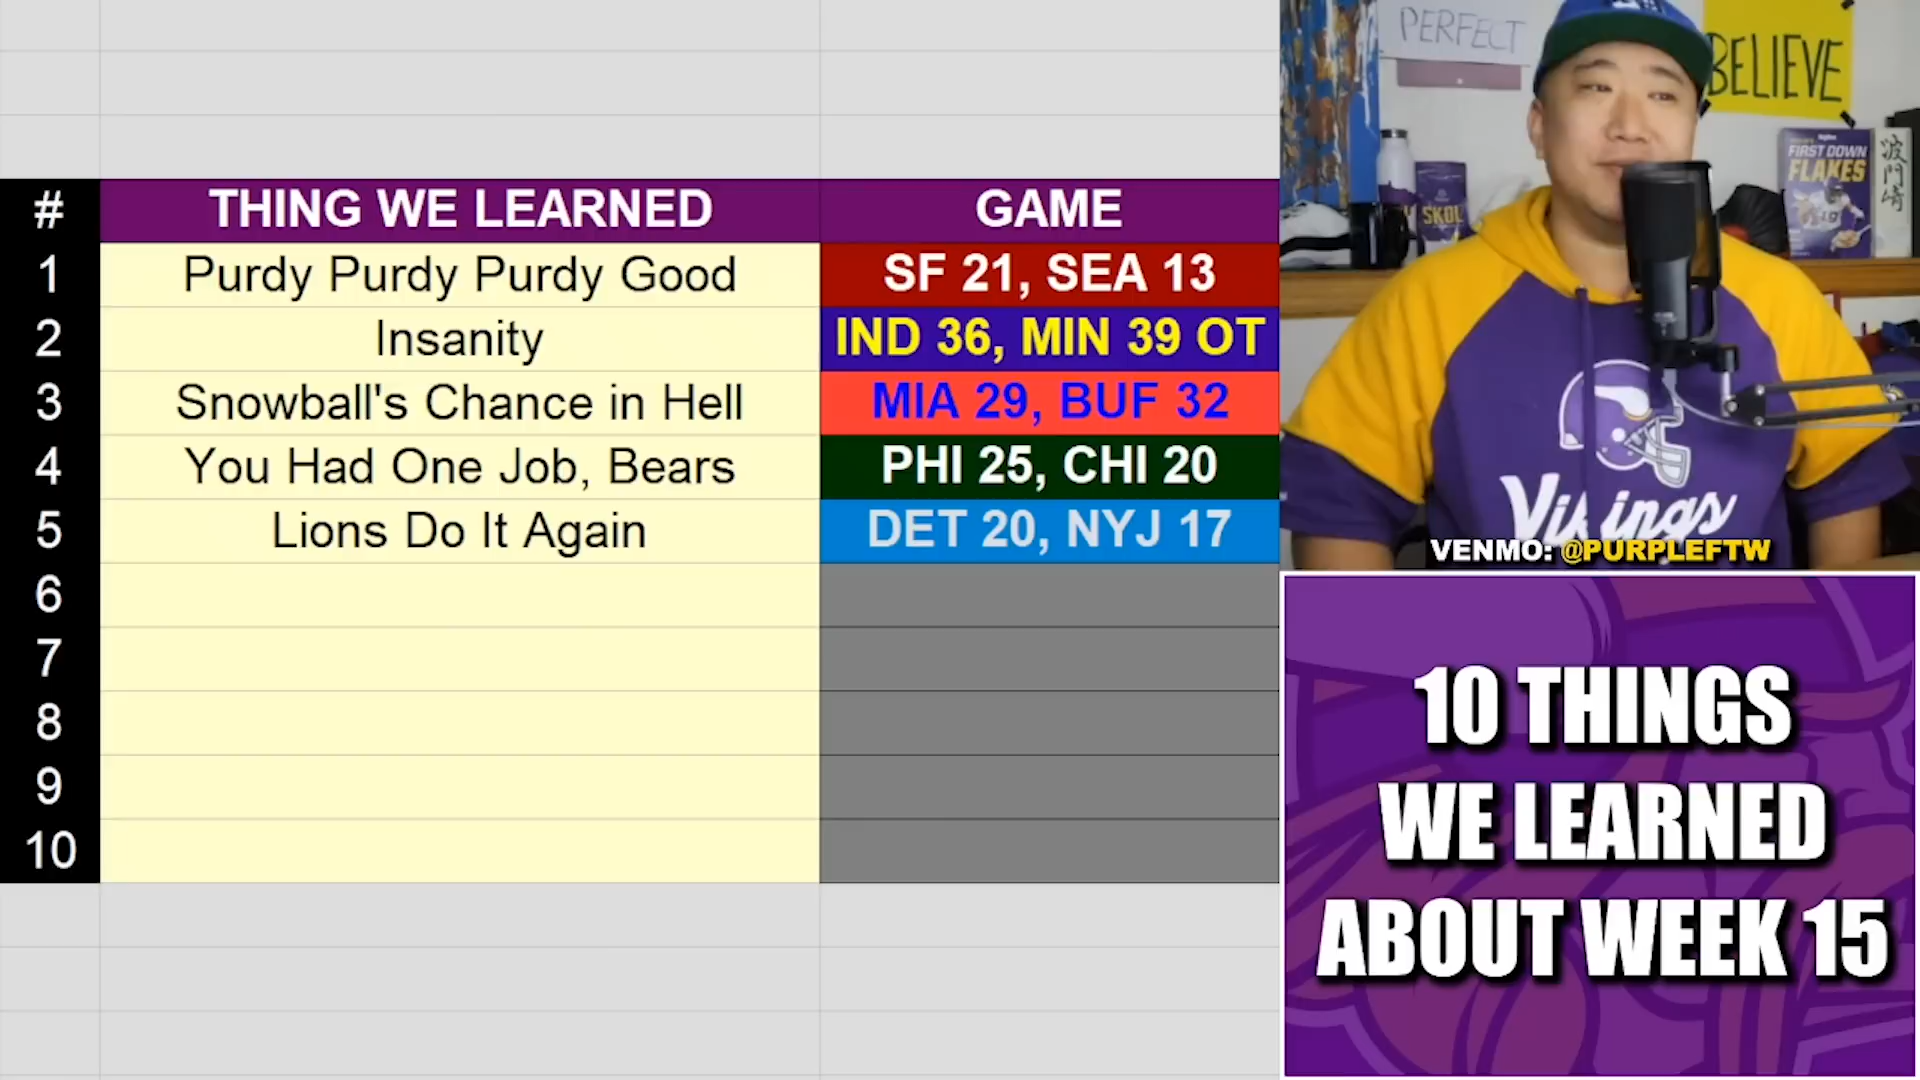 # THING WE LEARNED GAME
1 Purdy Purdy Purdy Good SF 21, SEA 13
2 Insanity IND 36, MIN 39 OT
3 Snowball's Chance in Hell MIA 29, BUF 32
4 You Had One Job, Bears PHI 25, CHI 20
5 Lions Do It Again DET 20, NYJ 17
6
7
8
9
10
PERFECT
BELIEVE
FIRST DOWN
FLAKES
波
門
崎
SKOL
Vikings
VENMO: @PURPLEFTW
10 THINGS
WE LEARNED
ABOUT WEEK 15